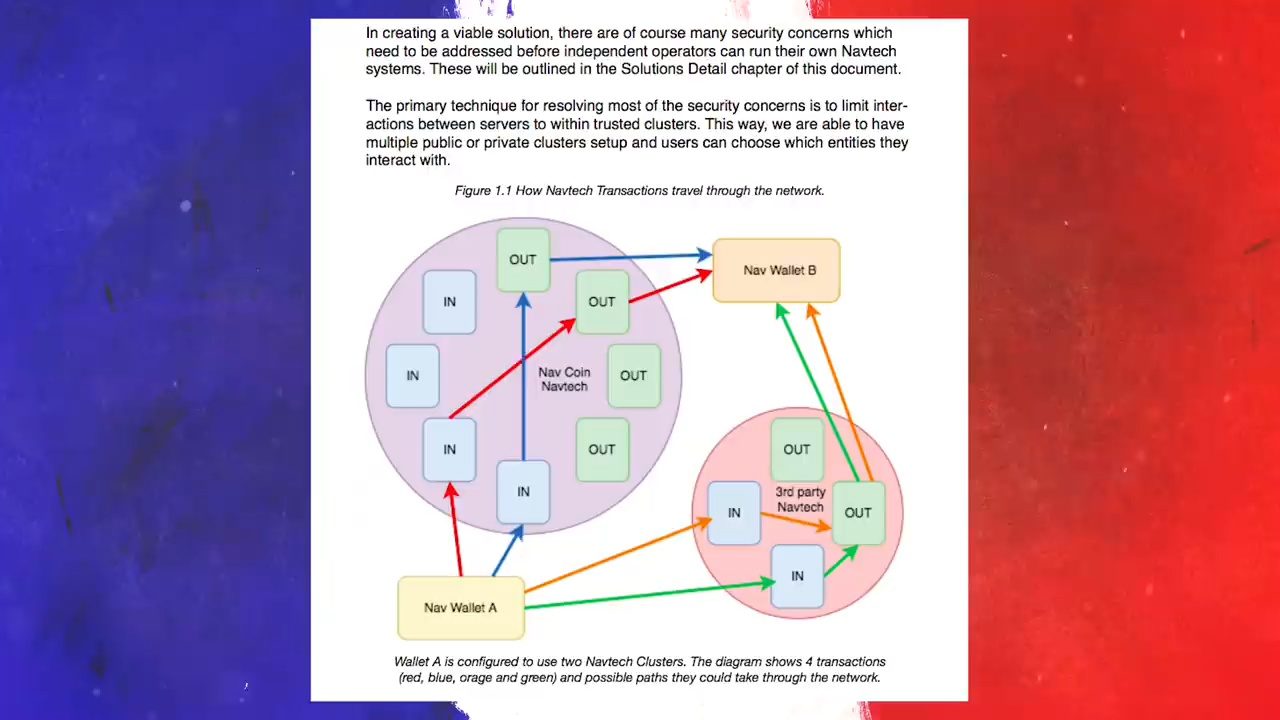 In creating a viable solution, there are of course many security concerns which
need to be addressed before independent operators can run their own Navtech
systems. These will be outlined in the Solutions Detail chapter of this document.
The primary technique for resolving most of the security concerns is to limit inter-
actions between servers to within trusted clusters. This way, we are able to have
multiple public or private clusters setup and users can choose which entities they
interact with.
Figure 1.1 How Navtech Transactions travel through the network.
OUT
Nav Wallet B
IN
OUT
IN
Nav Coin
Navtech
OUT
IN
OUT
OUT
IN
3rd party
Navtech
IN
OUT
IN
Nav Wallet A
Wallet A is configured to use two Navtech Clusters. The diagram shows 4 transactions
(red, blue, orage and green) and possible paths they could take through the network.